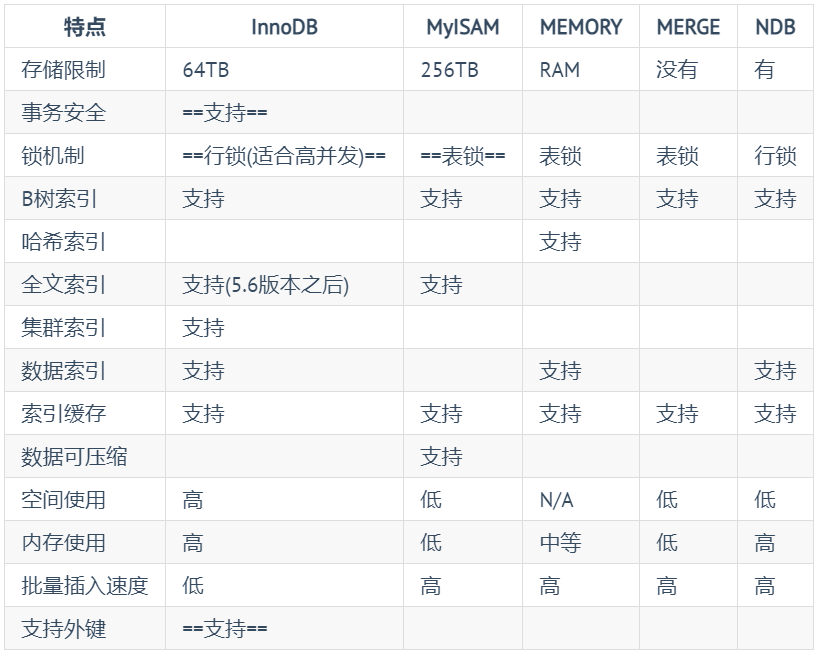 特点 InnoDB MyISAM MEMORY MERGE NDB
存储限制 64TB 256TB RAM 没有 有
事务安全 ==支持==
锁机制 ==行锁(适合高并发)== ==表锁== 表锁 表锁 行锁
B树索引 支持 支持 支持 支持 支持
哈希索引 支持
全文索引 支持(5.6版本之后) 支持
集群索引 支持
数据索引 支持 支持 支持
索引缓存 支持 支持 支持 支持 支持
数据可压缩 支持
空间使用 高 低 N/A 低 低
内存使用 高 低 中等 低 高
批量插入速度 低 高 高 高 高
支持外键 ==支持==